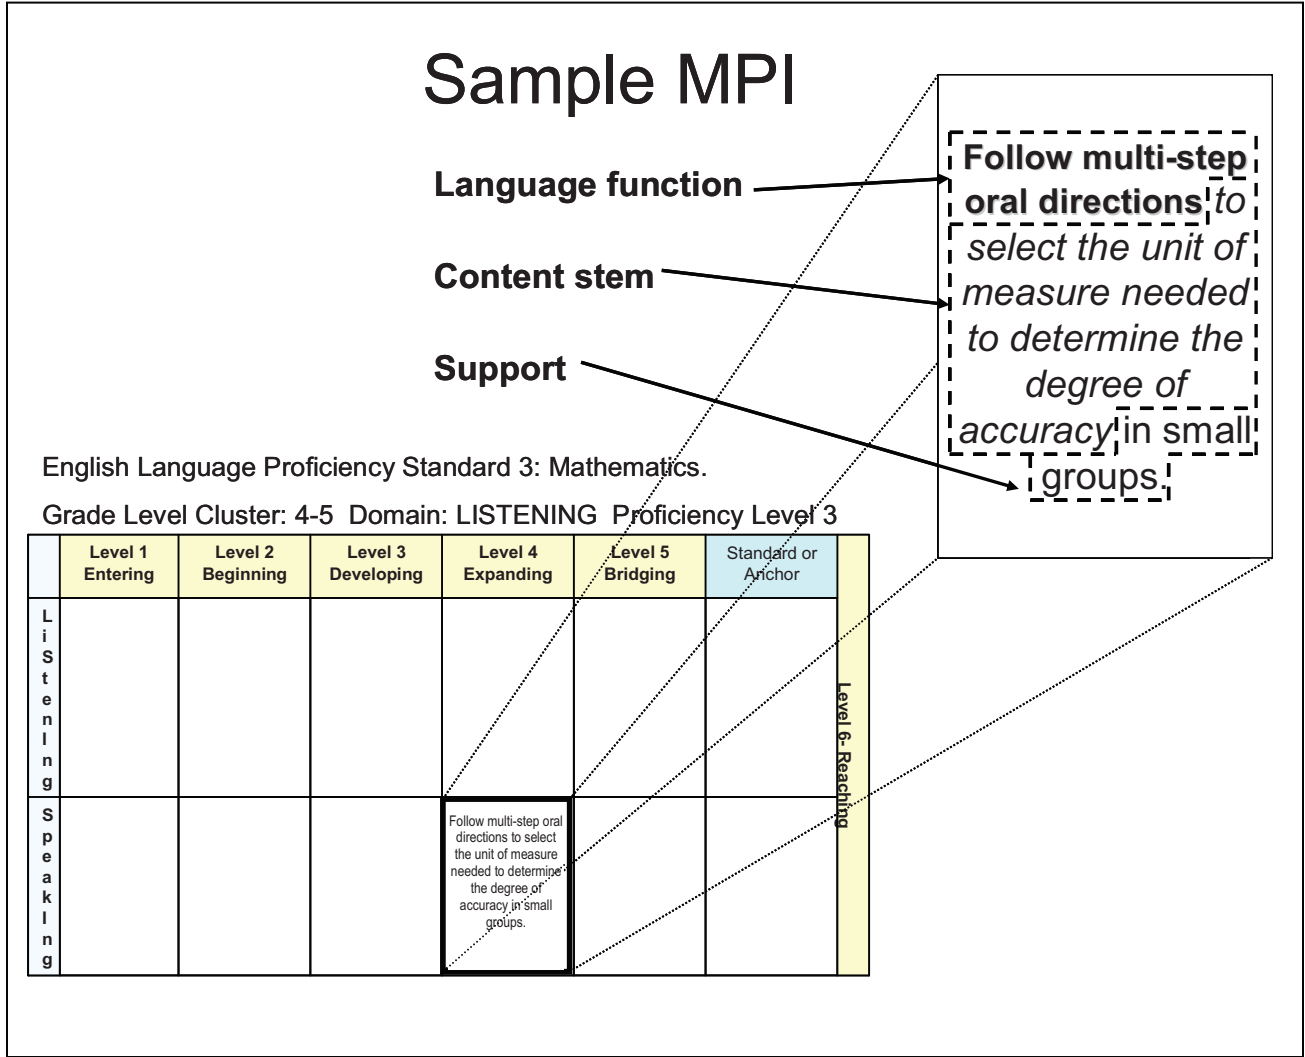 Sample MPI
Language function
Content stem
Support
Follow multi-step
oral directions to
select the unit of
measure needed
to determine the
degree of
accuracy in small
groups.
English Language Proficiency Standard 3: Mathematics.
Grade Level Cluster: 4-5 Domain: LISTENING Proficiency Level 3
Level 1
Entering
Level 2
Beginning
Level 3
Developing
Level 4
Expanding
Level 5
Bridging
Standard or
Anchor
Level 6- Reaching
L
i
S
t
e
n
I
n
g
S
p
e
a
k
I
n
g
Follow multi-step oral
directions to select
the unit of measure
needed to determine
the degree of
accuracy in small
groups.